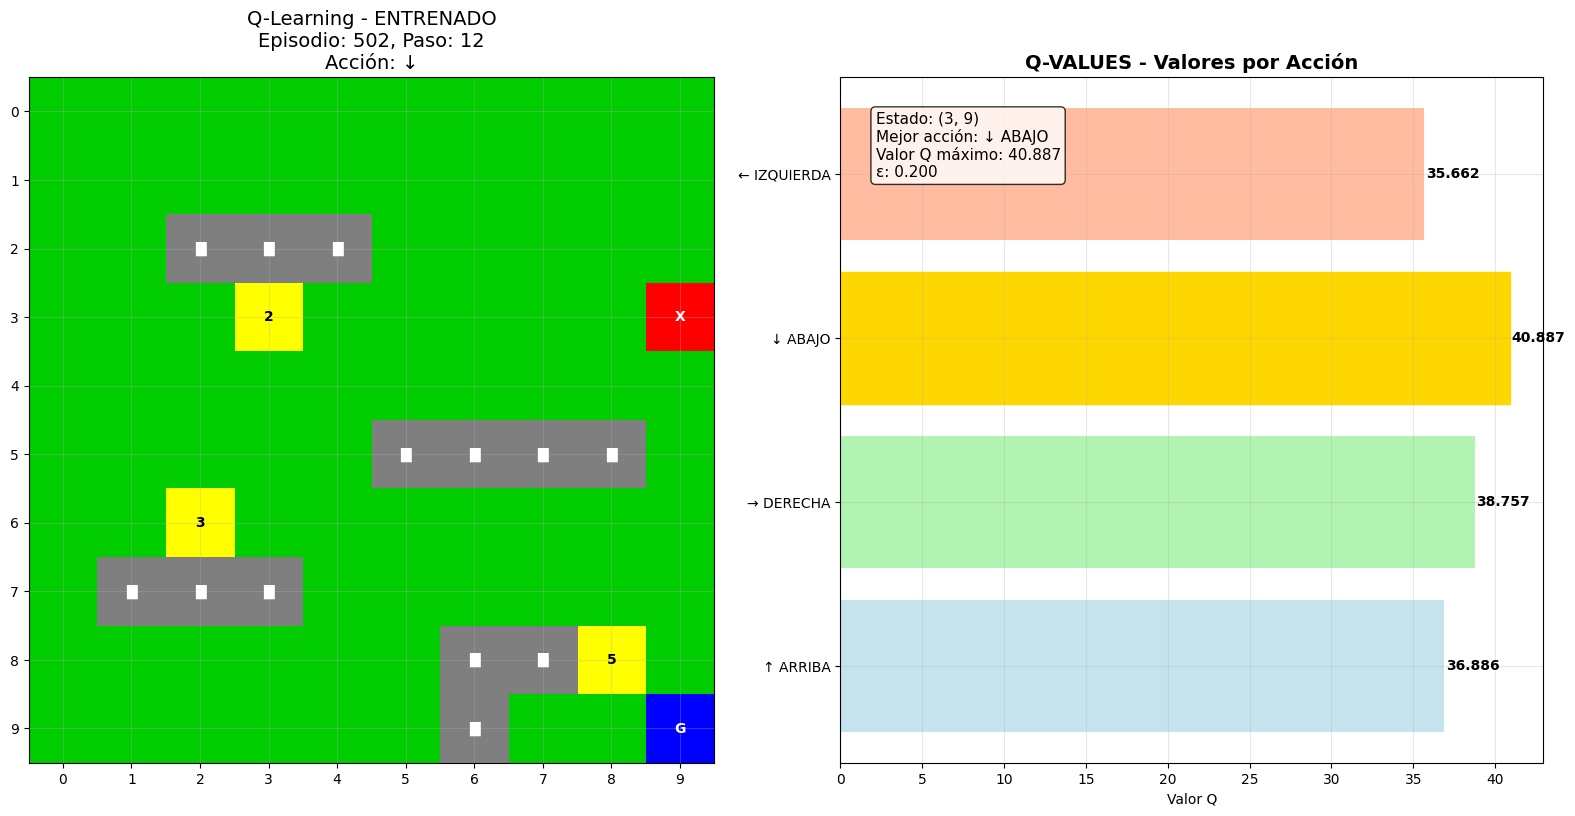 Q-Learning - ENTRENADO
Episodio: 502, Paso: 12
Acción: ↓
0
1
2
3
4
5
6
7
8
9
2
X
3
5
G
0 1 2 3 4 5 6 7 8 9
Q-VALUES - Valores por Acción
Estado: (3, 9)
Mejor acción: ↓ ABAJO
Valor Q máximo: 40.887
ε: 0.200
← IZQUIERDA
35.662
↓ ABAJO
40.887
→ DERECHA
38.757
↑ ARRIBA
36.886
0 5 10 15 20 25 30 35 40
Valor Q